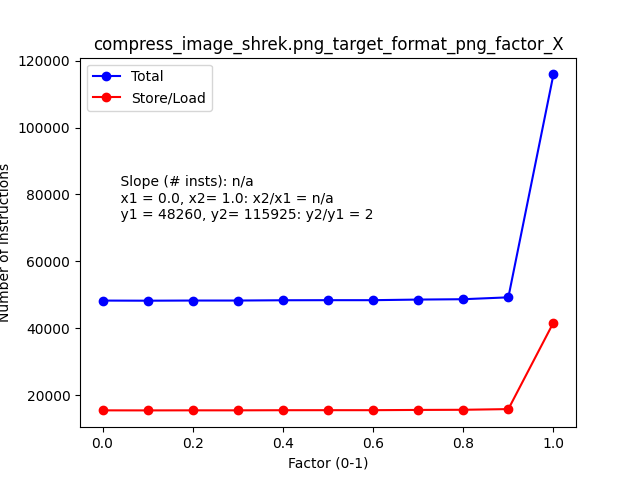 compress_image_shrek.png_target_format_png_factor_X
120000
100000
80000
60000
40000
20000
Number of Instructions
Total
Store/Load
Slope (# insts): n/a
x1 = 0.0, x2= 1.0: x2/x1 = n/a
y1 = 48260, y2= 115925: y2/y1 = 2
0.0
0.2
0.4
0.6
0.8
1.0
Factor (0-1)